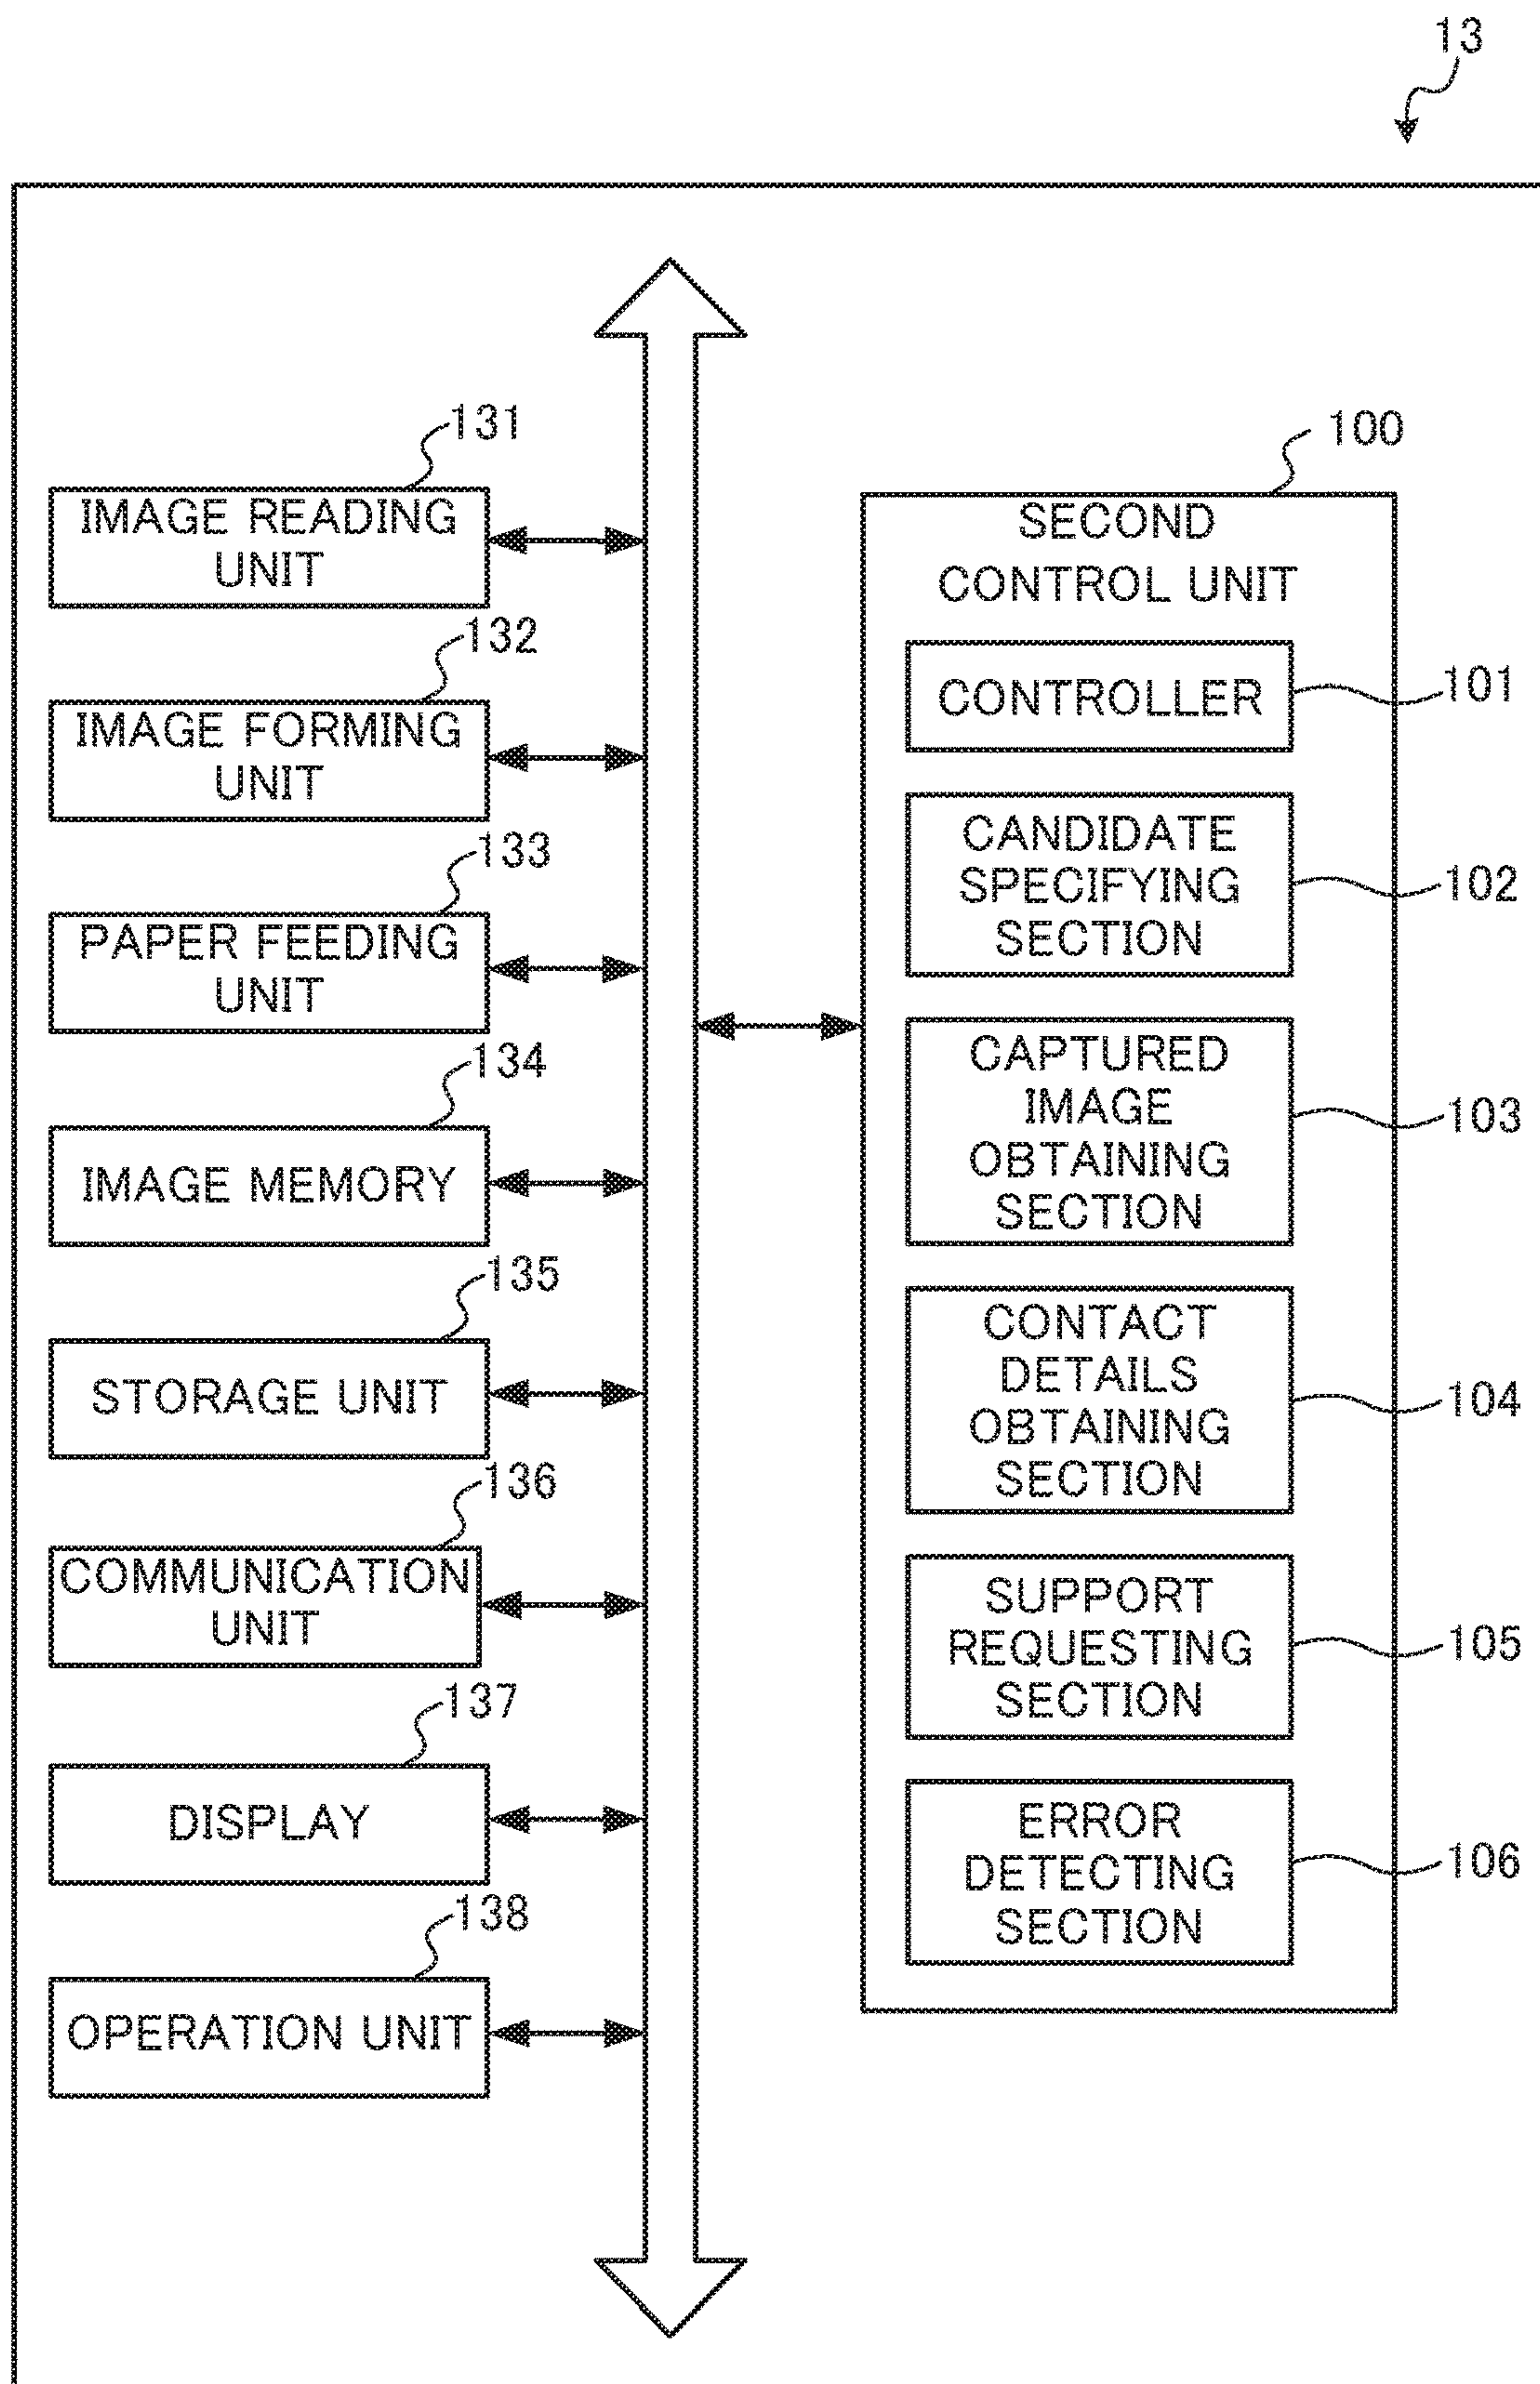 13
131
IMAGE READING
UNIT
132
IMAGE FORMING
UNIT
133
PAPER FEEDING
UNIT
134
IMAGE MEMORY
135
STORAGE UNIT
136
COMMUNICATION
UNIT
137
DISPLAY
138
OPERATION UNIT
100
SECOND
CONTROL UNIT
CONTROLLER
101
CANDIDATE
SPECIFYING
SECTION
102
CAPTURED
IMAGE
OBTAINING
SECTION
103
CONTACT
DETAILS
OBTAINING
SECTION
104
SUPPORT
REQUESTING
SECTION
105
ERROR
DETECTING
SECTION
106